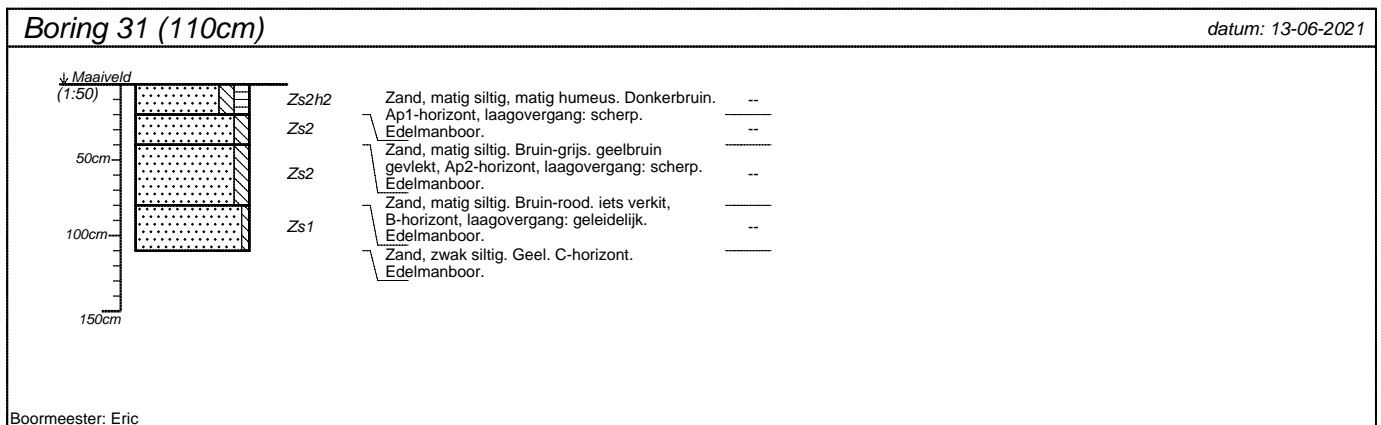 Boring 31 (110cm)
datum: 13-06-2021
Maaiveld
(1:50)
50cm
100cm
150cm
Zs2h2
Zs2
Zs2
Zs1
Zand, matig siltig, matig humeus. Donkerbruin.
Ap1-horizont, laagovergang: scherp.
Edelmanboor.
Zand, matig siltig. Bruin-grijs. geelbruin
gevlekt, Ap2-horizont, laagovergang: scherp.
Edelmanboor.
Zand, matig siltig. Bruin-rood. iets verkit,
B-horizont, laagovergang: geleidelijk.
Edelmanboor.
Zand, zwak siltig. Geel. C-horizont.
Edelmanboor.
--
--
--
--
Boormeester: Eric